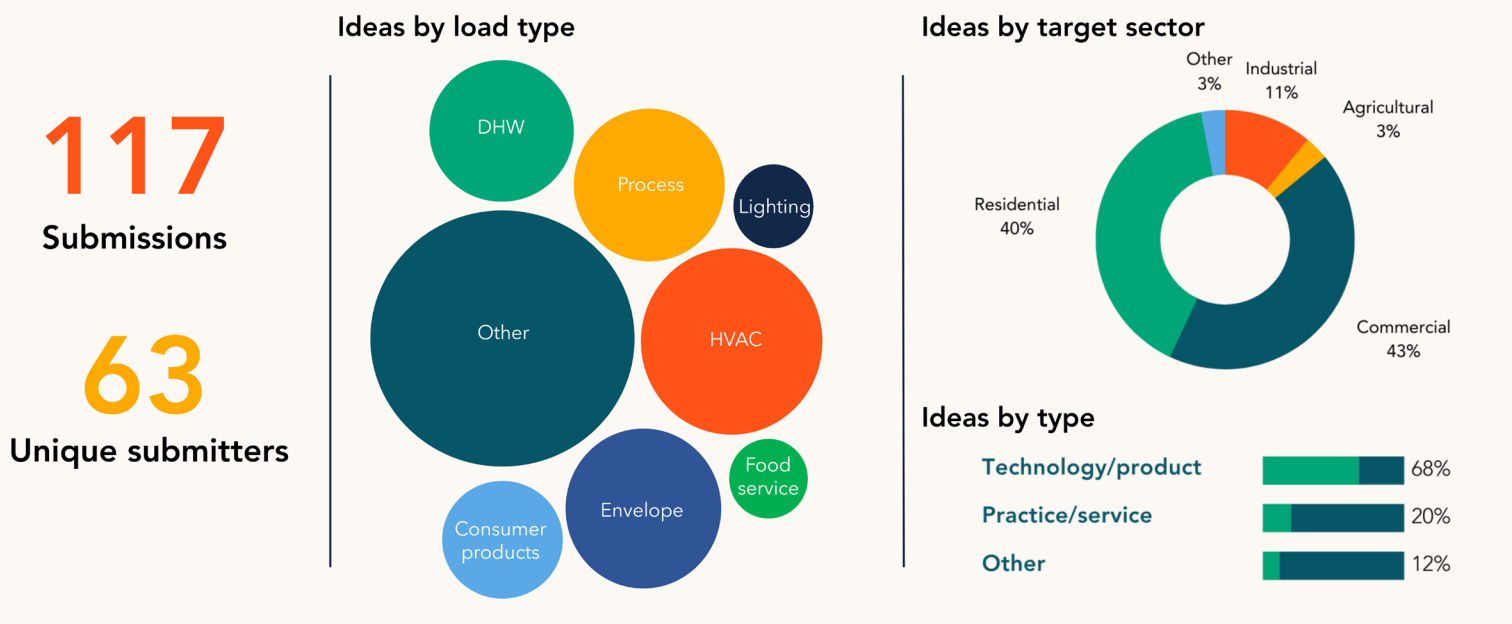 117
Submissions
63
Unique submitters
Ideas by load type
DHW
Process
Lighting
Other
HVAC
Food
service
Envelope
Consumer
products
Ideas by target sector
Other
3%
Industrial
11%
Agricultural
3%
Residential
40%
Commercial
43%
Ideas by type
Technology/product 68%
Practice/service 20%
Other 12%